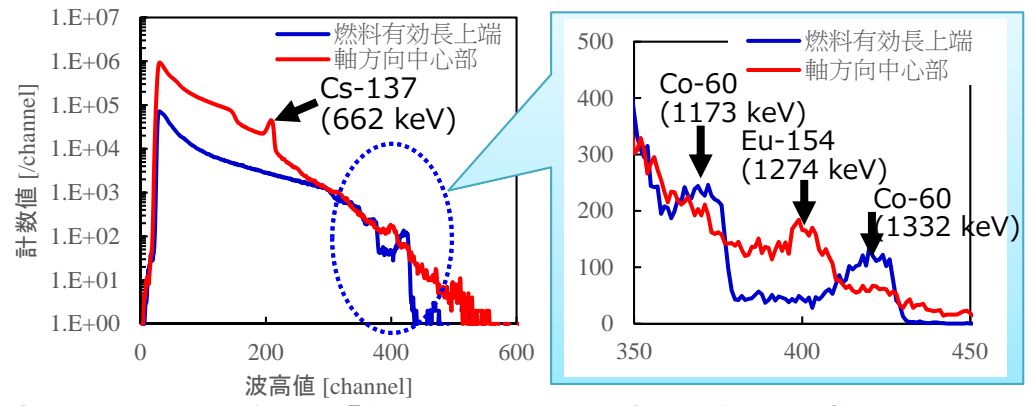 1.E+07
1.E+06
1.E+05
1.E+04
1.E+03
1.E+02
1.E+01
1.E+00
計数値 [/channel]
燃料有効長上端
軸方向中心部
Cs-137
(662 keV)
0
200
400
600
波高値 [channel]
500
400
300
200
100
0
燃料有効長上端
軸方向中心部
Co-60
(1173 keV)
Eu-154
(1274 keV)
Co-60
(1332 keV)
350
400
450